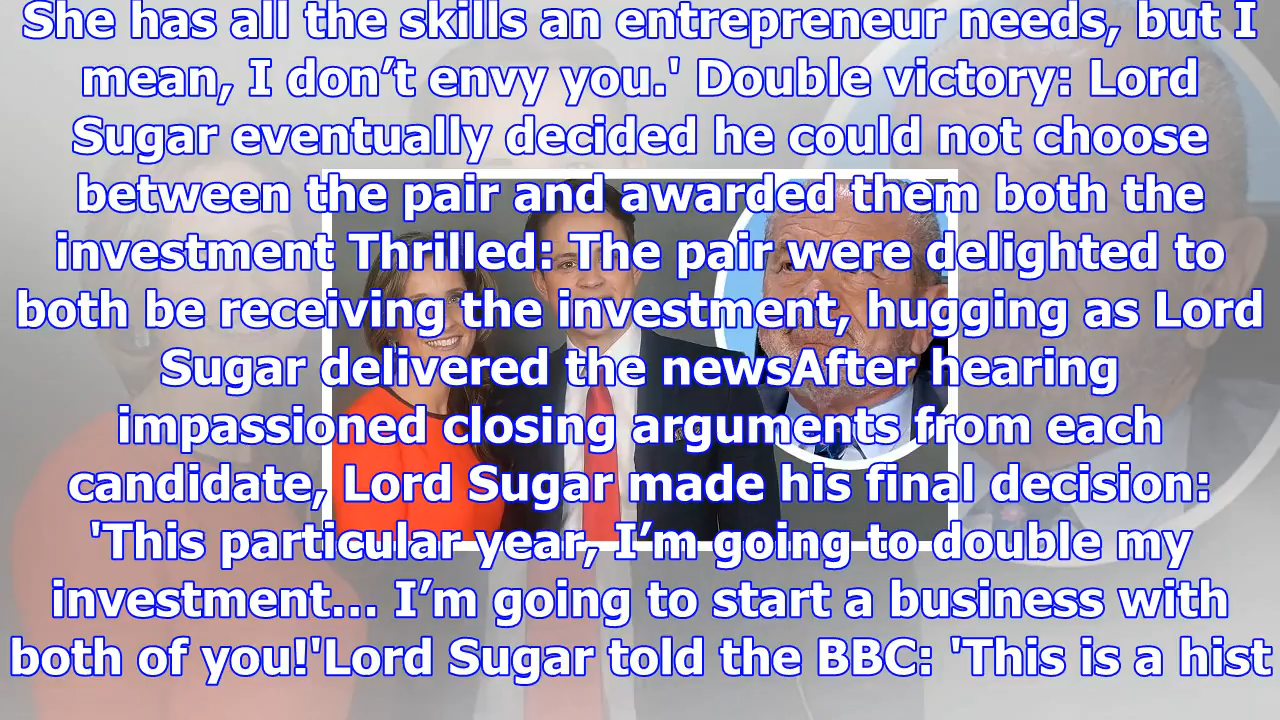 She has all the skills an entrepreneur needs, but I
mean, I don’t envy you.' Double victory: Lord
Sugar eventually decided he could not choose
between the pair and awarded them both the
investment Thrilled: The pair were delighted to
both be receiving the investment, hugging as Lord
Sugar delivered the newsAfter hearing
impassioned closing arguments from each
candidate, Lord Sugar made his final decision:
'This particular year, I’m going to double my
investment... I’m going to start a business with
both of you!'Lord Sugar told the BBC: 'This is a hist